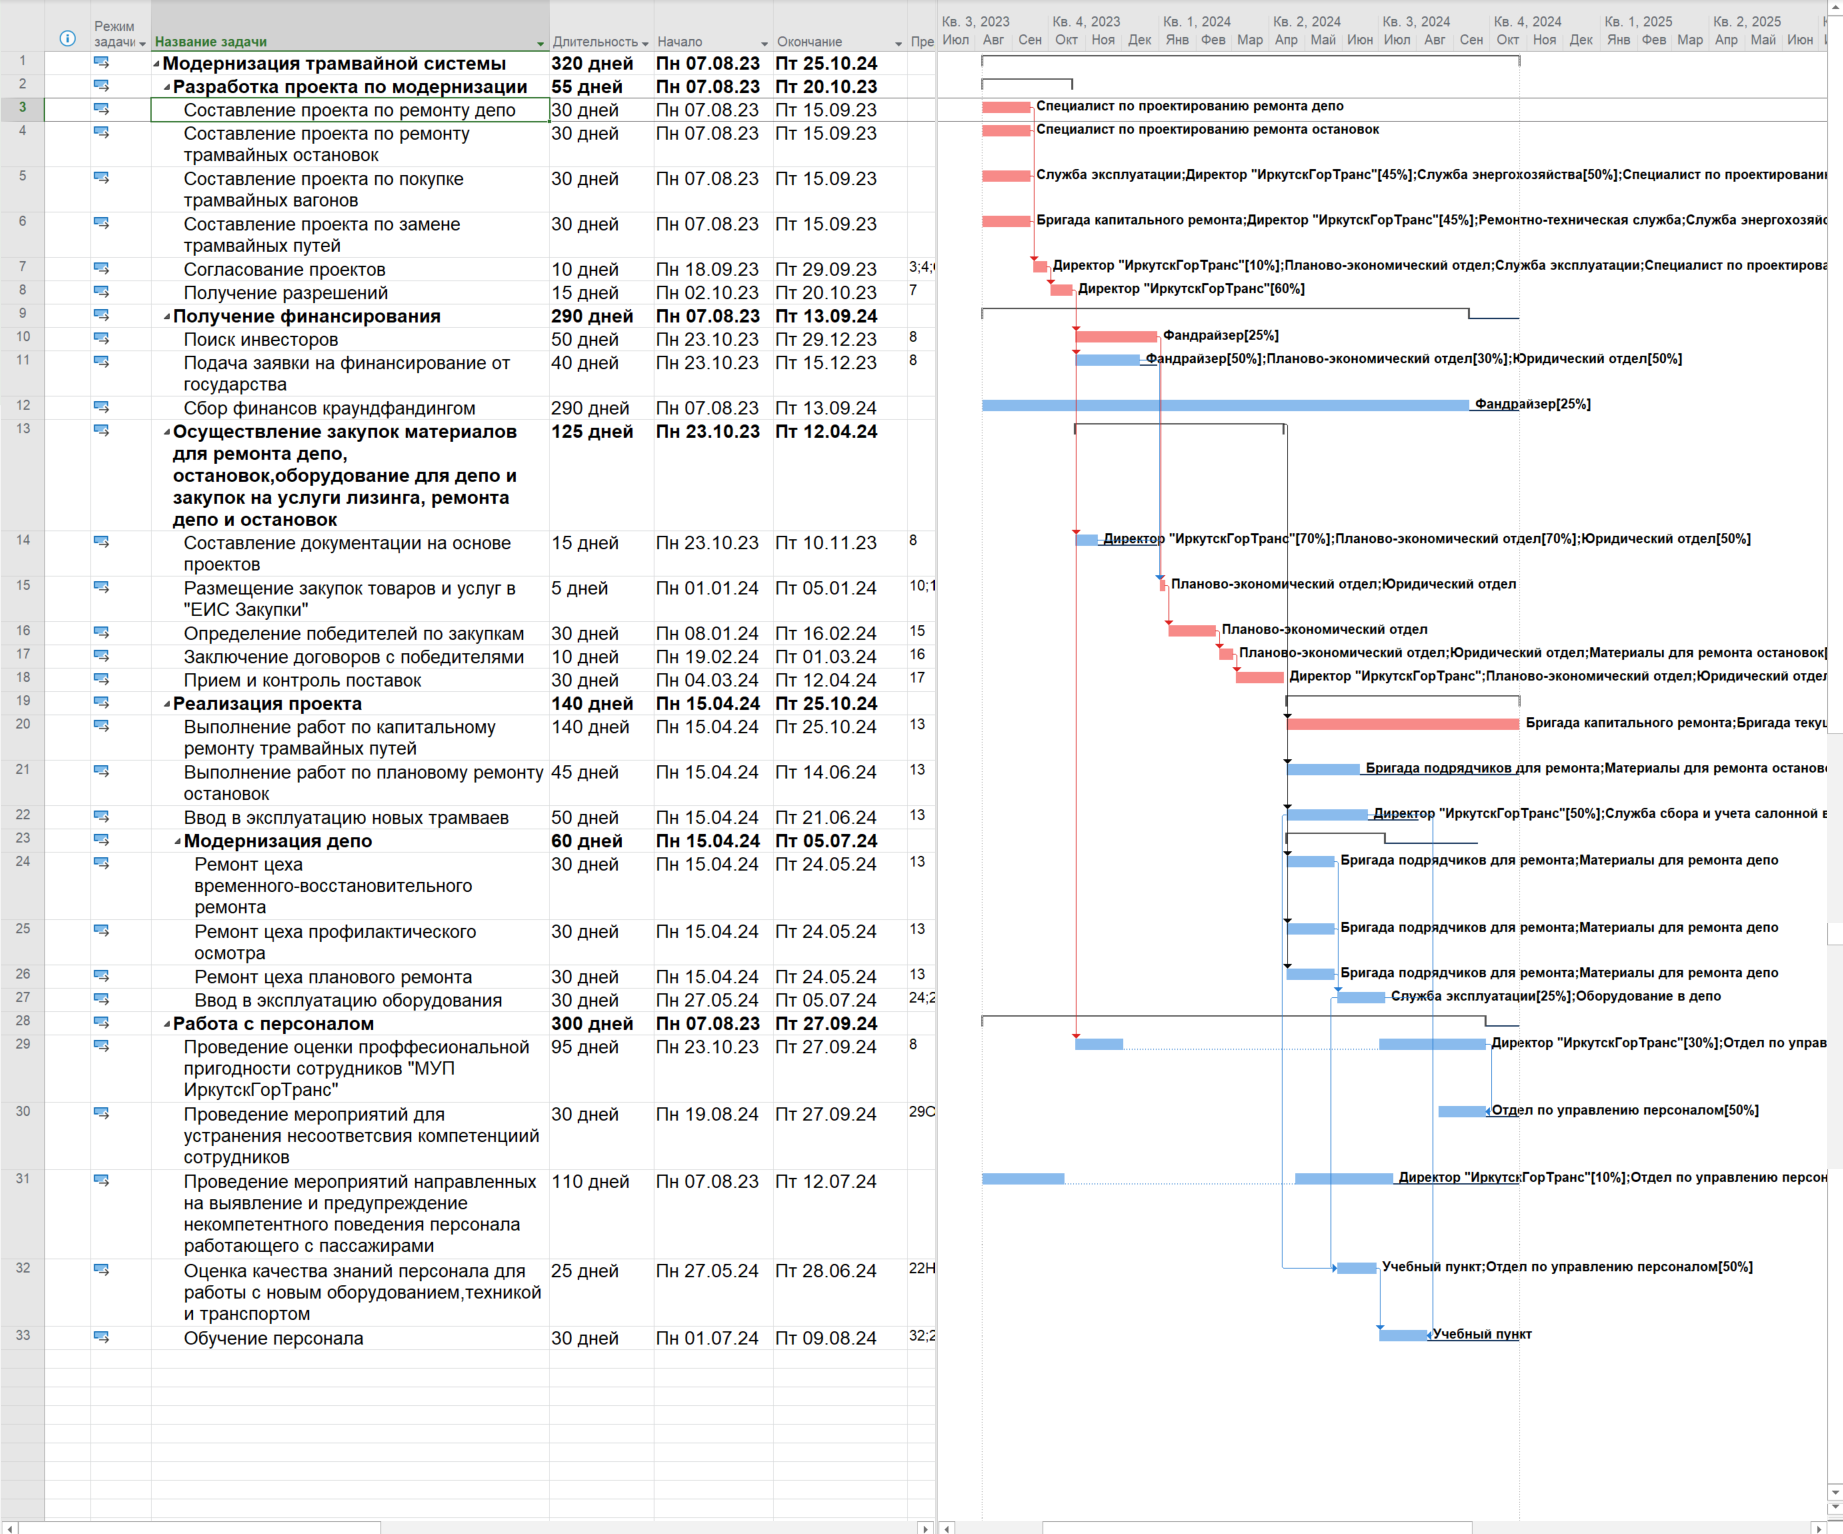 Кв. 3, 2023 Кв. 4, 2023 Кв. 1, 2024 Кв. 2, 2024 Кв. 3, 2024 Кв. 4, 2024 Кв. 1, 2025 Кв. 2, 2025
Режим задачи Название задачи Длительность Начало Окончание Пре
Июл Авг Сен Окт Ноя Дек Янв Фев Мар Апр Май Июн Июл Авг Сен Окт Ноя Дек Янв Фев Мар Апр Май Июн
1 Модернизация трамвайной системы 320 дней Пн 07.08.23 Пт 25.10.24
2 Разработка проекта по модернизации 55 дней Пн 07.08.23 Пт 20.10.23
3 Составление проекта по ремонту депо 30 дней Пн 07.08.23 Пт 15.09.23 Специалист по проектированию ремонта депо
4 Составление проекта по ремонту 30 дней Пн 07.08.23 Пт 15.09.23 Специалист по проектированию ремонта остановок
трамвайных остановок
5 Составление проекта по покупке 30 дней Пн 07.08.23 Пт 15.09.23 Служба эксплуатации;Директор "ИркутскГорТранс"[45%];Служба энергохозяйства[50%];Специалист по проектировани
трамвайных вагонов
6 Составление проекта по замене 30 дней Пн 07.08.23 Пт 15.09.23 Бригада капитального ремонта;Директор "ИркутскГорТранс"[45%];Ремонтно-техническая служба;Служба энергохозяйс
трамвайных путей
7 Согласование проектов 10 дней Пн 18.09.23 Пт 29.09.23 3;4; Директор "ИркутскГорТранс"[10%];Планово-экономический отдел;Служба эксплуатации;Специалист по проектирова
8 Получение разрешений 15 дней Пн 02.10.23 Пт 20.10.23 7 Директор "ИркутскГорТранс"[60%]
9 Получение финансирования 290 дней Пн 07.08.23 Пт 13.09.24
10 Поиск инвесторов 50 дней Пн 23.10.23 Пт 29.12.23 8 Фандрайзер[25%]
11 Подача заявки на финансирование от 40 дней Пн 23.10.23 Пт 15.12.23 8 Фандрайзер[50%];Планово-экономический отдел[30%];Юридический отдел[50%]
государства
12 Сбор финансов краундфандингом 290 дней Пн 07.08.23 Пт 13.09.24 Фандрайзер[25%]
13 Осуществление закупок материалов 125 дней Пн 23.10.23 Пт 12.04.24
для ремонта депо,
остановок,оборудование для депо и
закупок на услуги лизинга, ремонта
депо и остановок
14 Составление документации на основе 15 дней Пн 23.10.23 Пт 10.11.23 8 Директор "ИркутскГорТранс"[70%];Планово-экономический отдел[70%];Юридический отдел[50%]
проектов
15 Размещение закупок товаров и услуг в 5 дней Пн 01.01.24 Пт 05.01.24 10;1 Планово-экономический отдел;Юридический отдел
"ЕИС Закупки"
16 Определение победителей по закупкам 30 дней Пн 08.01.24 Пт 16.02.24 15 Планово-экономический отдел
17 Заключение договоров с победителями 10 дней Пн 19.02.24 Пт 01.03.24 16 Планово-экономический отдел;Юридический отдел;Материалы для ремонта остановок[
18 Прием и контроль поставок 30 дней Пн 04.03.24 Пт 12.04.24 17 Директор "ИркутскГорТранс";Планово-экономический отдел;Юридический отдел
19 Реализация проекта 140 дней Пн 15.04.24 Пт 25.10.24
20 Выполнение работ по капитальному 140 дней Пн 15.04.24 Пт 25.10.24 13 Бригада капитального ремонта;Бригада текущ
ремонту трамвайных путей
21 Выполнение работ по плановому ремонту 45 дней Пн 15.04.24 Пт 14.06.24 13 Бригада подрядчиков для ремонта;Материалы для ремонта останово
остановок
22 Ввод в эксплуатацию новых трамваев 50 дней Пн 15.04.24 Пт 21.06.24 13 Директор "ИркутскГорТранс"[50%];Служба сбора и учета салонной в
23 Модернизация депо 60 дней Пн 15.04.24 Пт 05.07.24
24 Ремонт цеха 30 дней Пн 15.04.24 Пт 24.05.24 13 Бригада подрядчиков для ремонта;Материалы для ремонта депо
временного-восстановительного
ремонта
25 Ремонт цеха профилактического 30 дней Пн 15.04.24 Пт 24.05.24 13 Бригада подрядчиков для ремонта;Материалы для ремонта депо
осмотра
26 Ремонт цеха планового ремонта 30 дней Пн 15.04.24 Пт 24.05.24 13 Бригада подрядчиков для ремонта;Материалы для ремонта депо
27 Ввод в эксплуатацию оборудования 30 дней Пн 27.05.24 Пт 05.07.24 24;2 Служба эксплуатации[25%];Оборудование в депо
28 Работа с персоналом 300 дней Пн 07.08.23 Пт 27.09.24
29 Проведение оценки проффесиональной 95 дней Пн 23.10.23 Пт 27.09.24 8 Директор "ИркутскГорТранс"[30%];Отдел по управ
пригодности сотрудников "МУП
ИркутскГорТранс"
30 Проведение мероприятий для 30 дней Пн 19.08.24 Пт 27.09.24 29О Отдел по управлению персоналом[50%]
устранения несоответсвия компетенциий
сотрудников
31 Проведение мероприятий направленных 110 дней Пн 07.08.23 Пт 12.07.24 Директор "ИркутскГорТранс"[10%];Отдел по управлению персон
на выявление и предупреждение
некомпетентного поведения персонала
работающего с пассажирами
32 Оценка качества знаний персонала для 25 дней Пн 27.05.24 Пт 28.06.24 22Н Учебный пункт;Отдел по управлению персоналом[50%]
работы с новым оборудованием,техникой
и транспортом
33 Обучение персонала 30 дней Пн 01.07.24 Пт 09.08.24 32;2 Учебный пункт